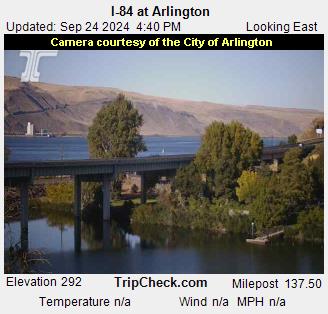 I-84 at Arlington
Updated: Sep 24 2024 4:40 PM Looking East
Camera courtesy of the City of Arlington
Elevation 292 TripCheck.com Milepost 137.50
Temperature n/a Wind n/a MPH n/a